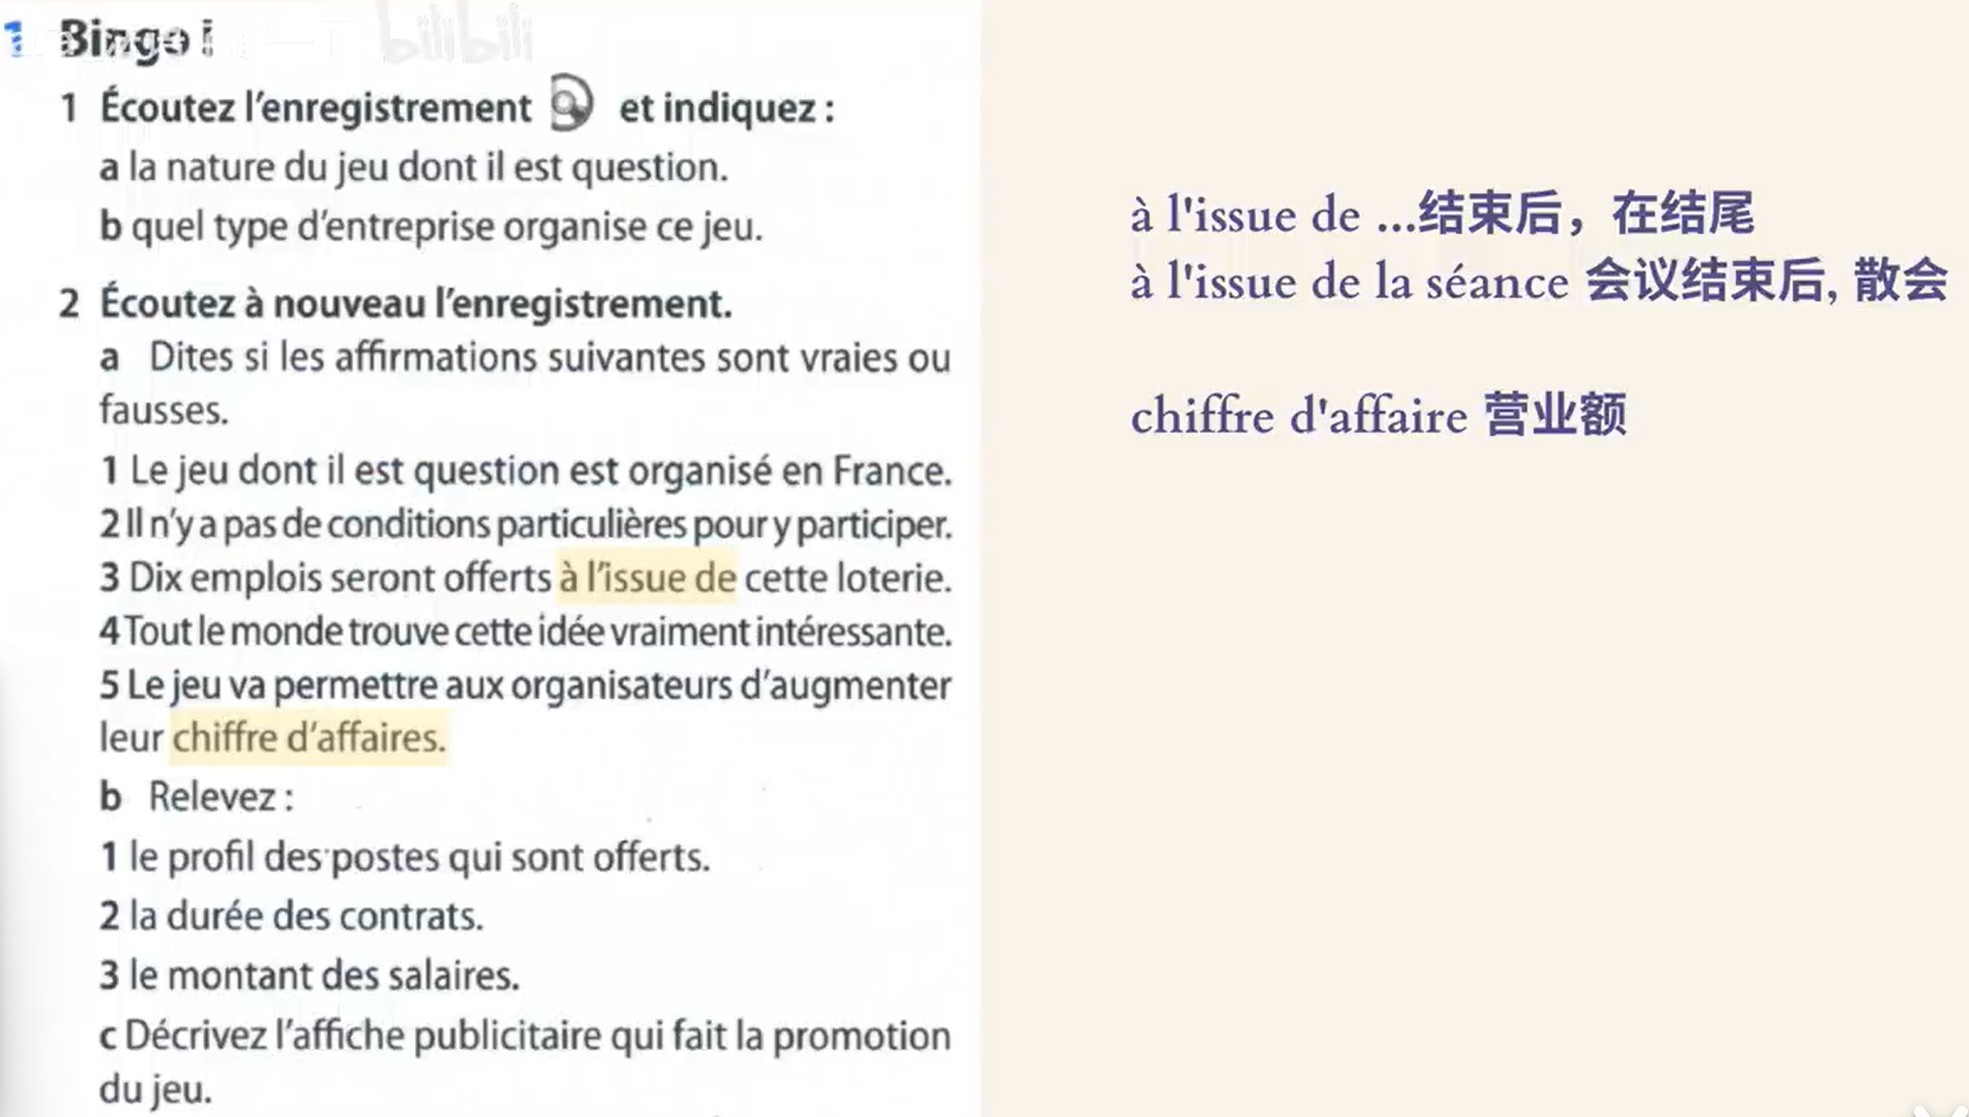 1 Bingo !
bilibili
1 Écoutez l’enregistrement et indiquez :
a la nature du jeu dont il est question.
b quel type d’entreprise organise ce jeu.
2 Écoutez à nouveau l’enregistrement.
a Dites si les affirmations suivantes sont vraies ou
fausses.
1 Le jeu dont il est question est organisé en France.
2 Il n’y a pas de conditions particulières pour y participer.
3 Dix emplois seront offerts à l’issue de cette loterie.
4 Tout le monde trouve cette idée vraiment intéressante.
5 Le jeu va permettre aux organisateurs d’augmenter
leur chiffre d’affaires.
b Relevez :
1 le profil des postes qui sont offerts.
2 la durée des contrats.
3 le montant des salaires.
c Décrivez l’affiche publicitaire qui fait la promotion
du jeu.
à l'issue de ...结束后，在结尾
à l'issue de la séance 会议结束后, 散会
chiffre d'affaire 营业额